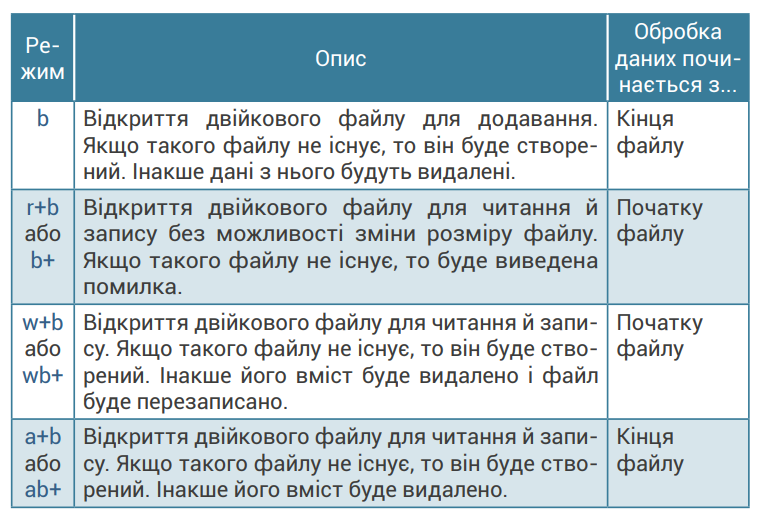 Ре-
жим
Опис
Обробка
даних почи-
нається з...
b
Відкриття двійкового файлу для додавання.
Якщо такого файлу не існує, то він буде створе-
ний. Інакше дані з нього будуть видалені.
Кінця
файлу
r+b
або
b+
Відкриття двійкового файлу для читання й
запису без можливості зміни розміру файлу.
Якщо такого файлу не існує, то буде виведена
помилка.
Початку
файлу
w+b
або
wb+
Відкриття двійкового файлу для читання й запи-
су. Якщо такого файлу не існує, то він буде ство-
рений. Інакше його вміст буде видалено і файл
буде перезаписано.
Початку
файлу
a+b
або
ab+
Відкриття двійкового файлу для читання й запи-
су. Якщо такого файлу не існує, то він буде ство-
рений. Інакше його вміст буде видалено.
Кінця
файлу